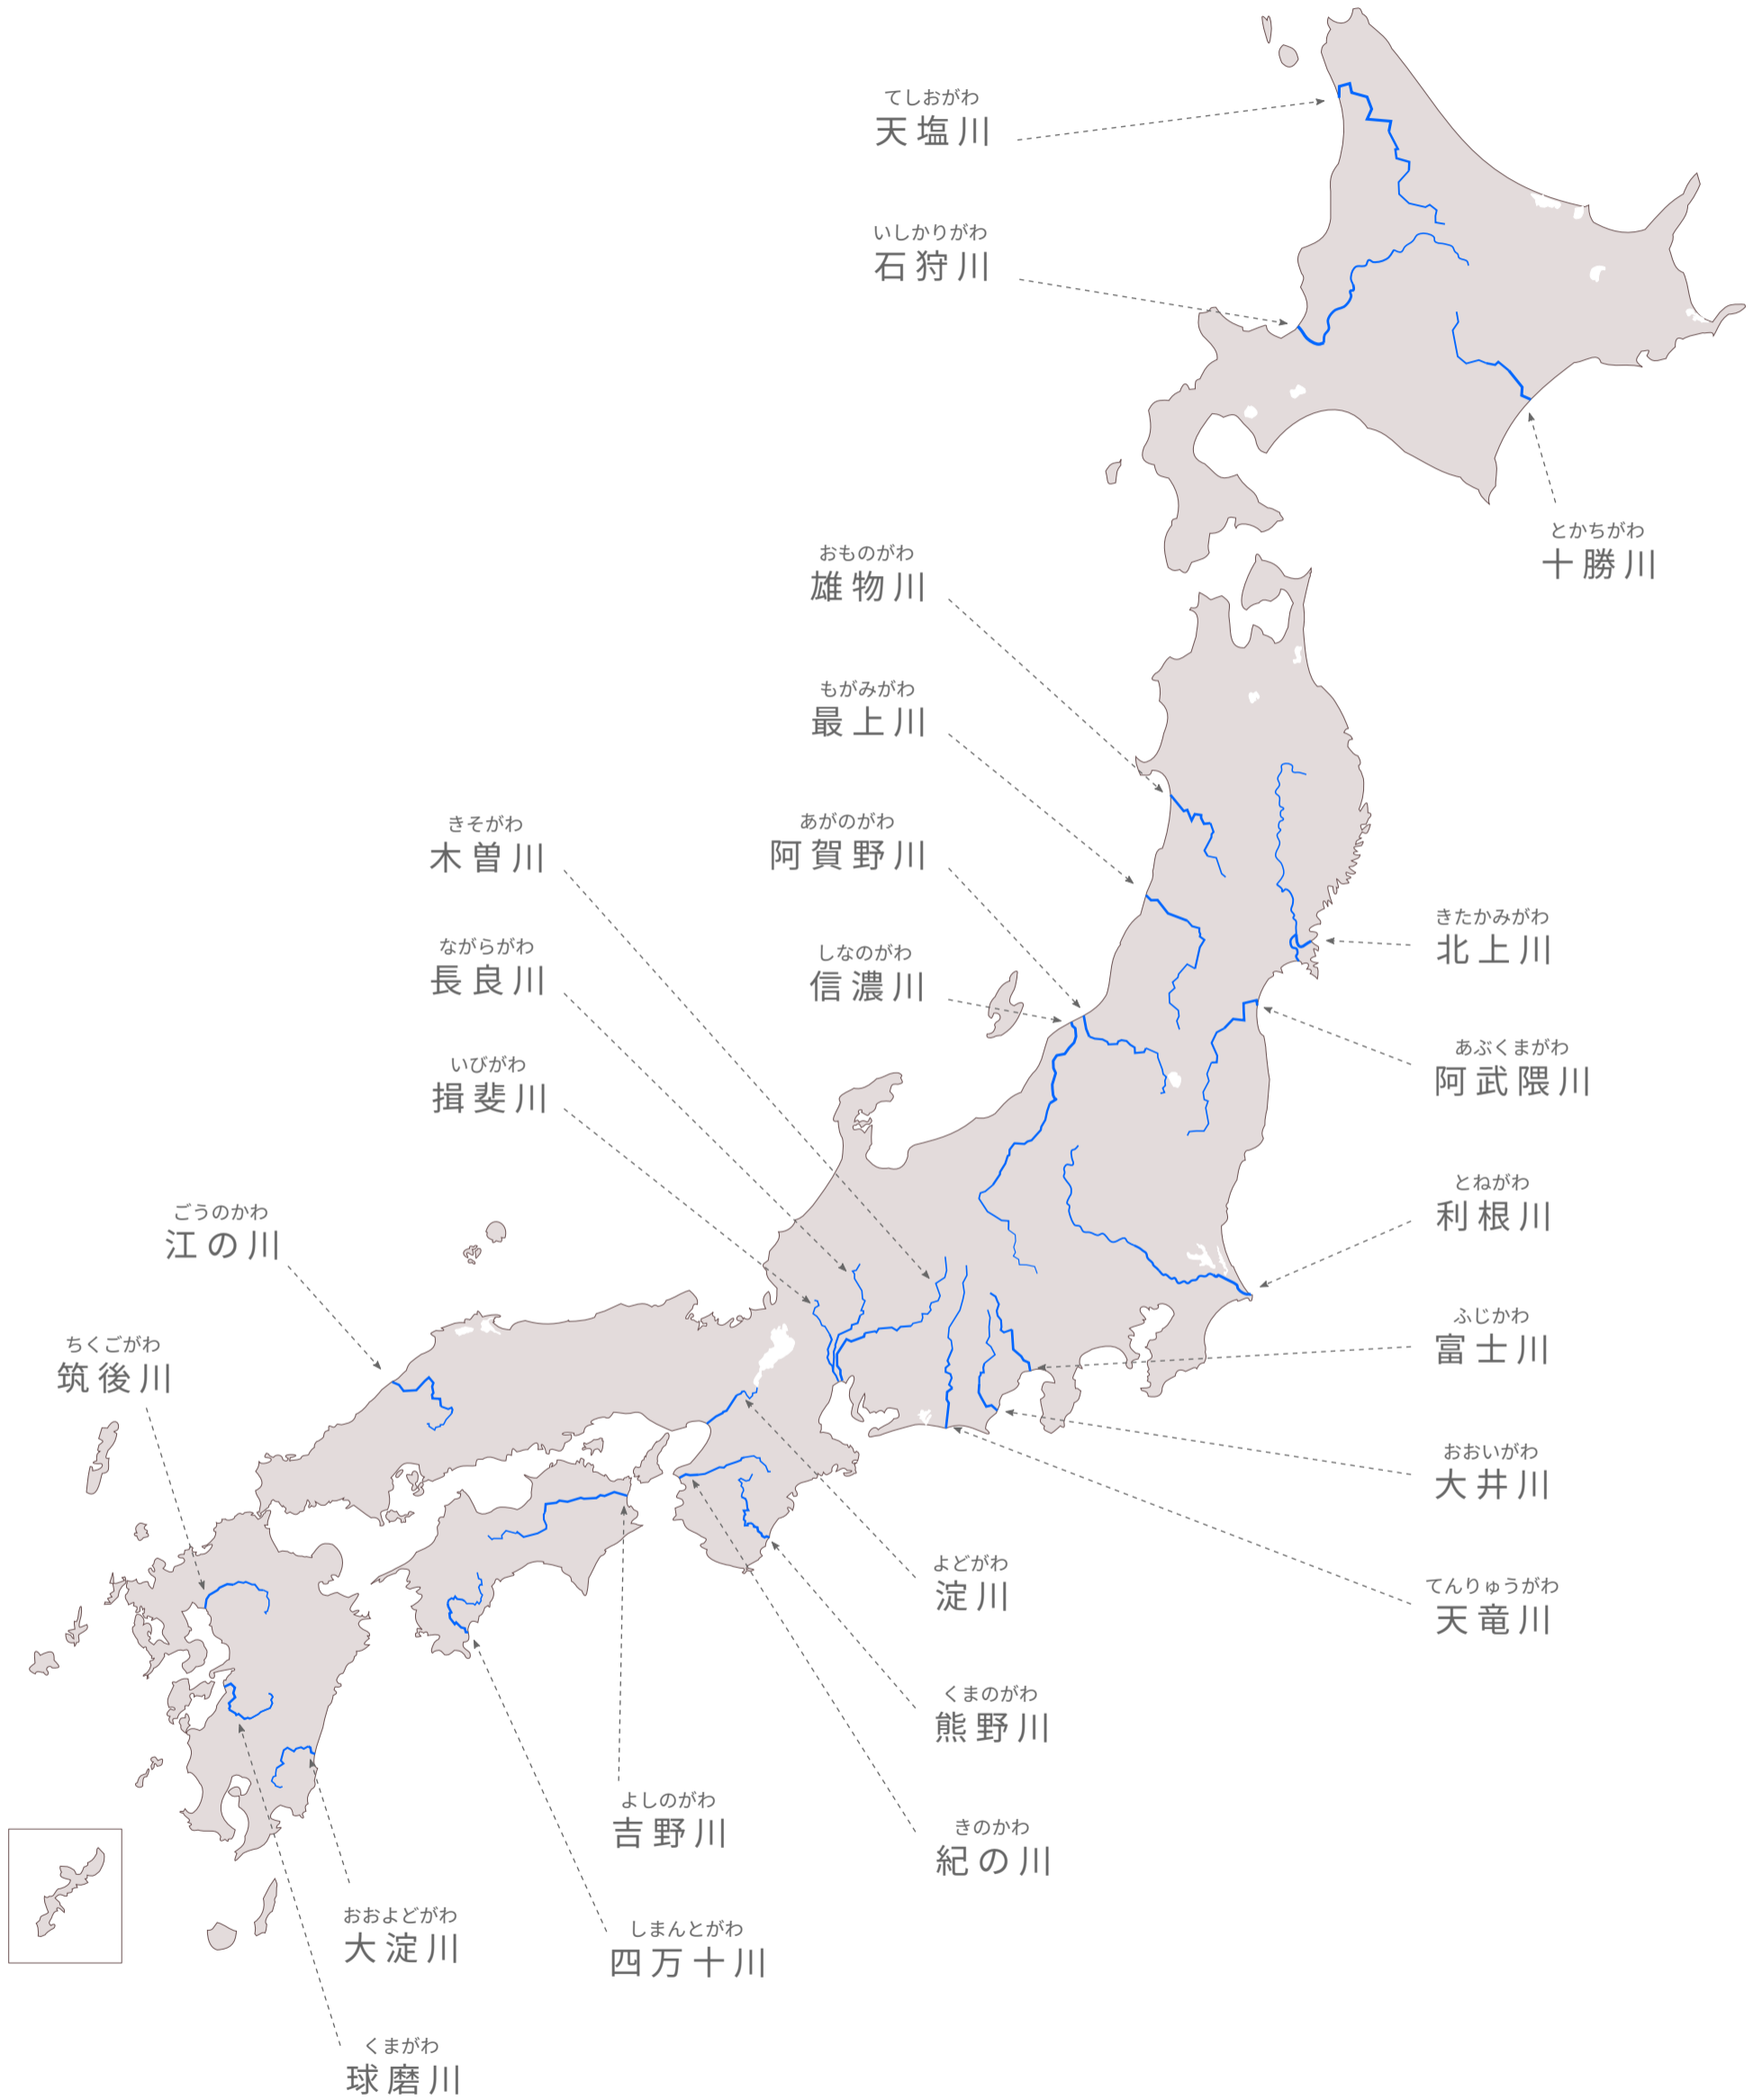 てしおがわ
天塩川
いしかりがわ
石狩川
とかちがわ
十勝川
おものがわ
雄物川
もがみがわ
最上川
あがのがわ
阿賀野川
しなのがわ
信濃川
きそがわ
木曽川
ながらがわ
長良川
いびがわ
揖斐川
ごうのかわ
江の川
ちくごがわ
筑後川
きたかみがわ
北上川
あぶくまがわ
阿武隈川
とねがわ
利根川
ふじかわ
富士川
おおいがわ
大井川
てんりゅうがわ
天竜川
よどがわ
淀川
くまのがわ
熊野川
きのかわ
紀の川
よしのがわ
吉野川
しまんとがわ
四万十川
おおよどがわ
大淀川
くまがわ
球磨川